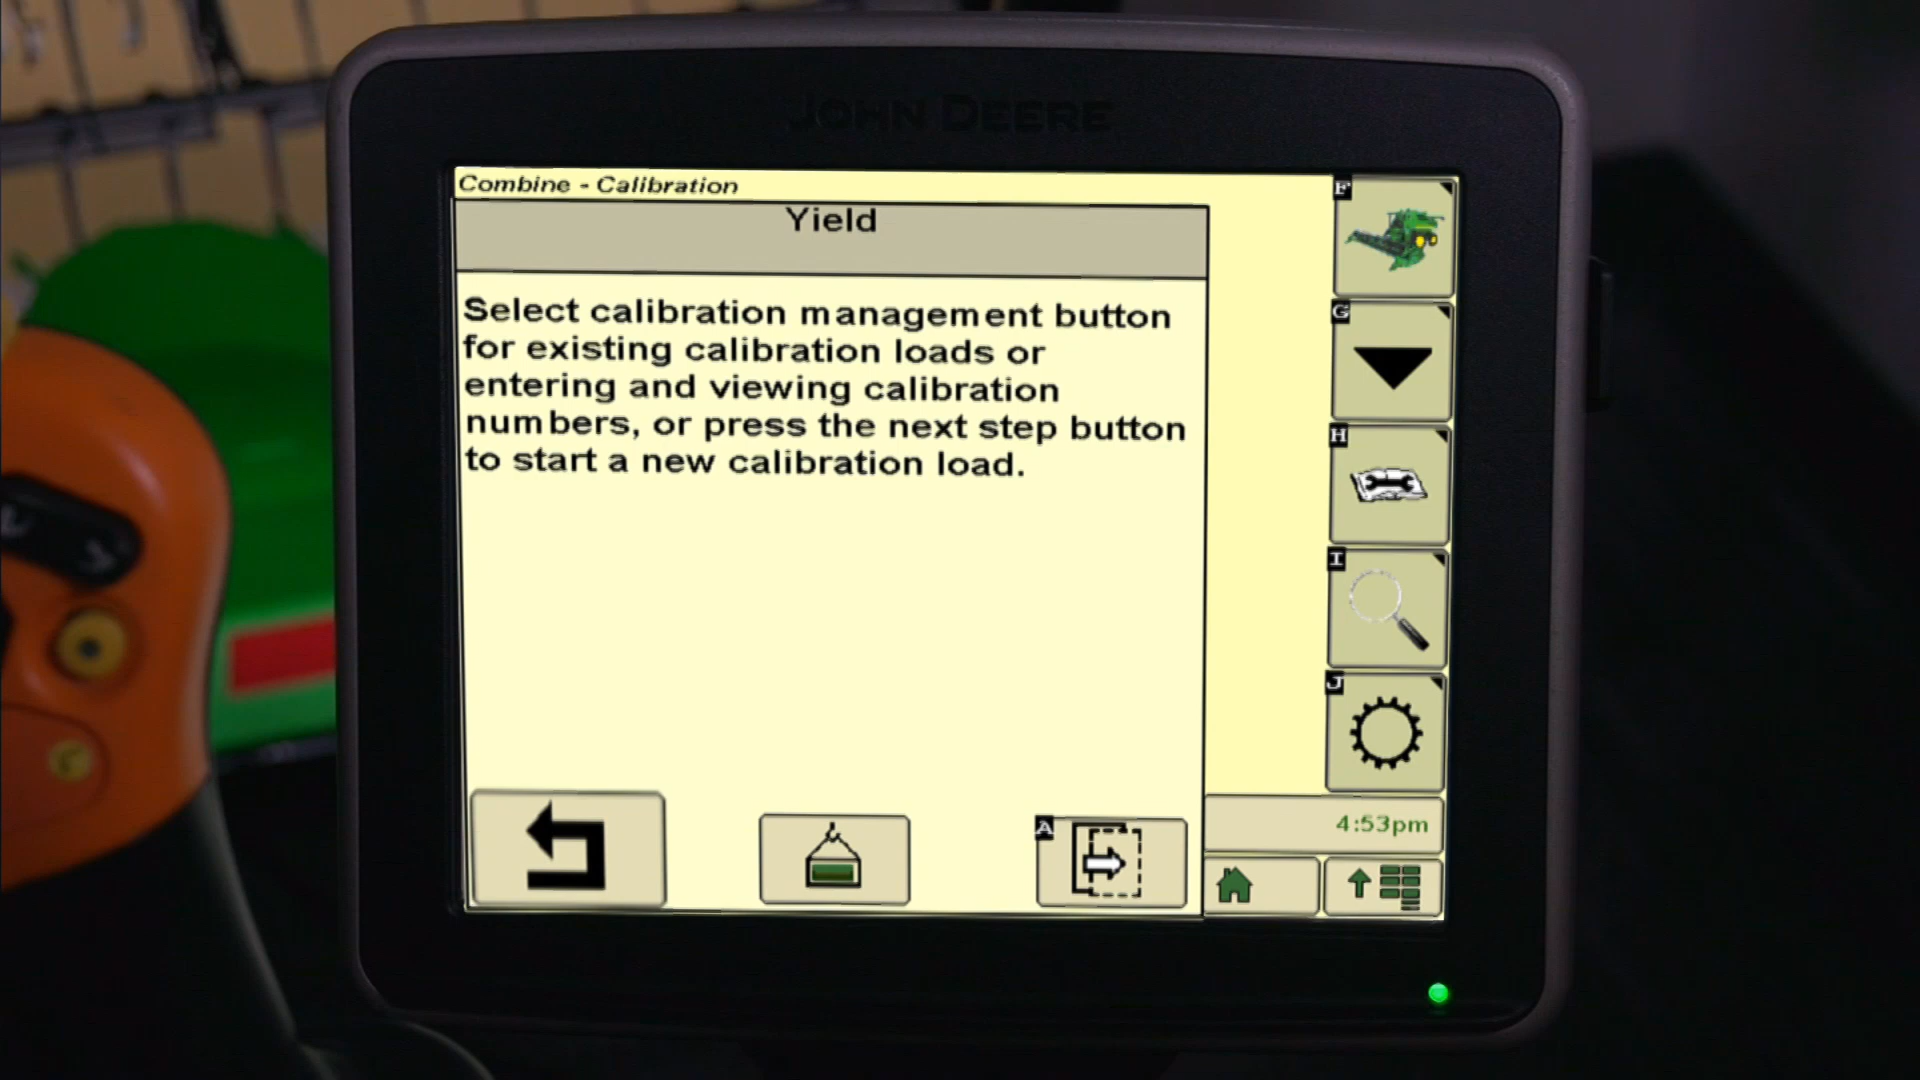 JOHN DEERE
Combine - Calibration
Yield
Select calibration management button
for existing calibration loads or
entering and viewing calibration
numbers, or press the next step button
to start a new calibration load.
F
G
H
I
J
A
4:53pm